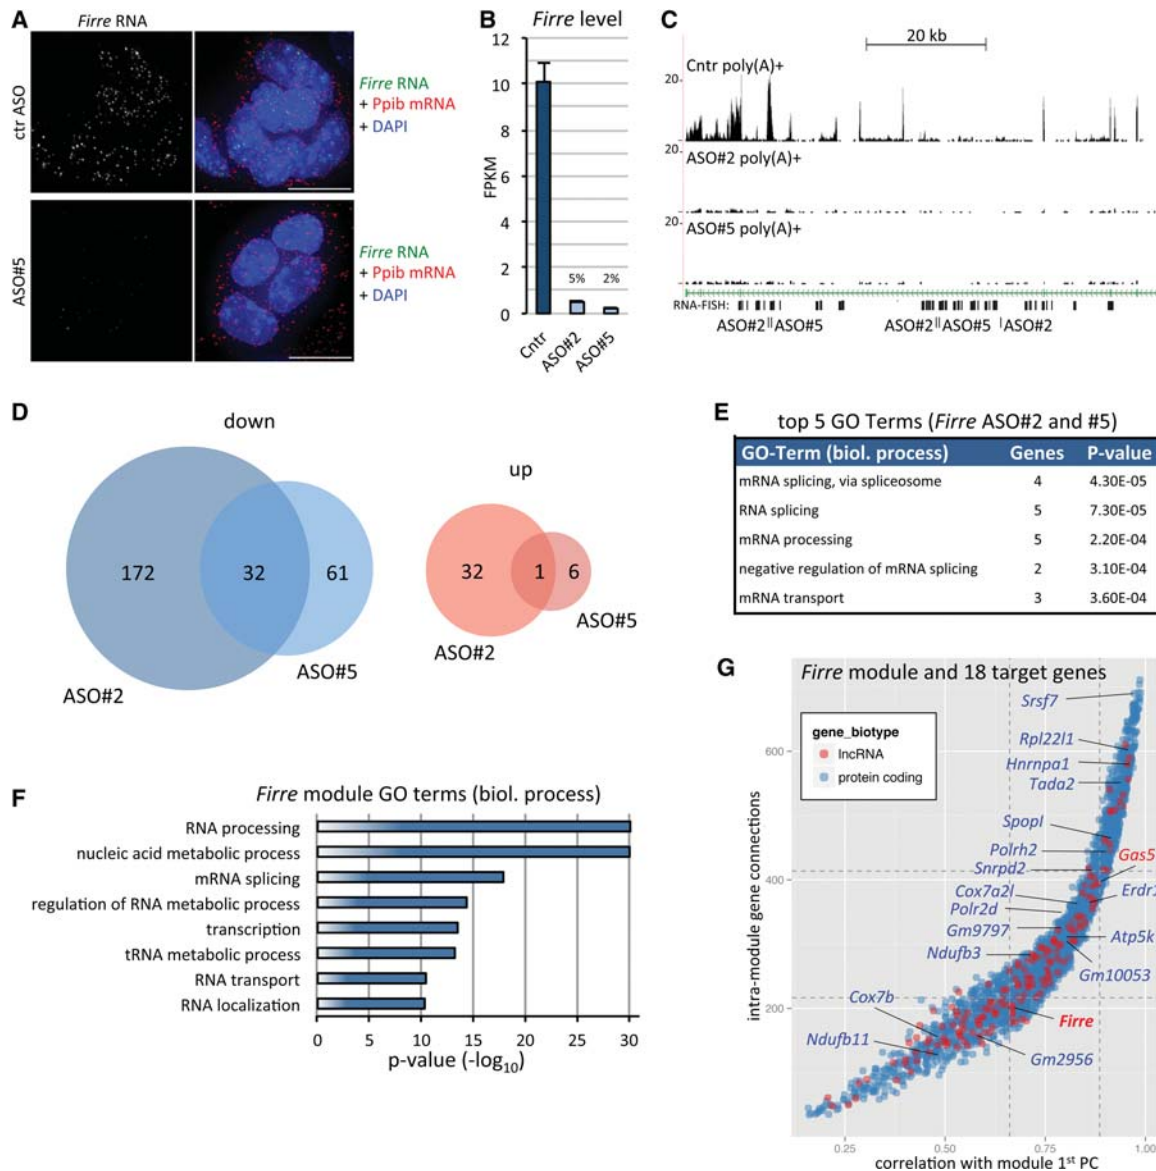 A
Firre RNA
ctr ASO
Firre RNA
+ Ppib mRNA
+ DAPI
ASO#5
Firre RNA
+ Ppib mRNA
+ DAPI
B
Firre level
FPKM
12
10
8
6
4
2
0
5%
2%
Cntr
ASO#2
ASO#5
C
20 kb
Cntr poly(A)+
20
ASO#2 poly(A)+
20
ASO#5 poly(A)+
20
RNA-FISH:
ASO#2 ASO#5 ASO#2 ASO#5 ASO#2
D
down
172
32
61
ASO#2
ASO#5
up
32
1
6
ASO#2
ASO#5
E
top 5 GO Terms (Firre ASO#2 and #5)
GO-Term (biol. process) Genes P-value
mRNA splicing, via spliceosome 4 4.30E-05
RNA splicing 5 7.30E-05
mRNA processing 5 2.20E-04
negative regulation of mRNA splicing 2 3.10E-04
mRNA transport 3 3.60E-04
F
Firre module GO terms (biol. process)
RNA processing
nucleic acid metabolic process
mRNA splicing
regulation of RNA metabolic process
transcription
tRNA metabolic process
RNA transport
RNA localization
0 5 10 15 20 25 30
p-value (-log10)
G
Firre module and 18 target genes
gene_biotype
lncRNA
protein coding
intra-module gene connections
600
400
200
Srsf7
Rpl22l1
Hnrnpa1
Tada2
Spopl
Polrh2
Gas5
Snrpd2
Cox7a2l
Erdr1
Polr2d
Gm9797
Atp5k
Ndufb3
Gm10053
Cox7b
Firre
Ndufb11
Gm2956
0.25 0.50 0.75 1.00
correlation with module 1st PC